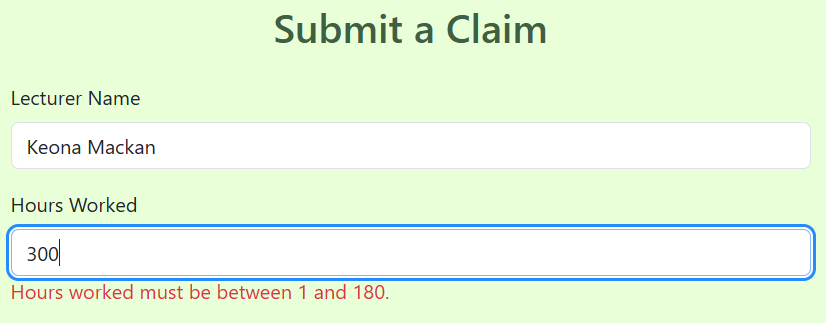 Submit a Claim
Lecturer Name
Keona Mackan
Hours Worked
300
Hours worked must be between 1 and 180.